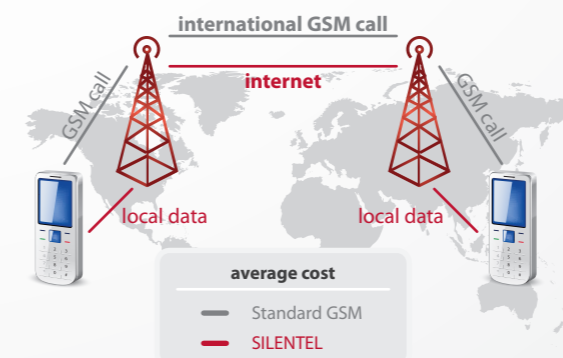 international GSM call
internet
GSM call
GSM call
local data
local data
average cost
Standard GSM
SILENTEL